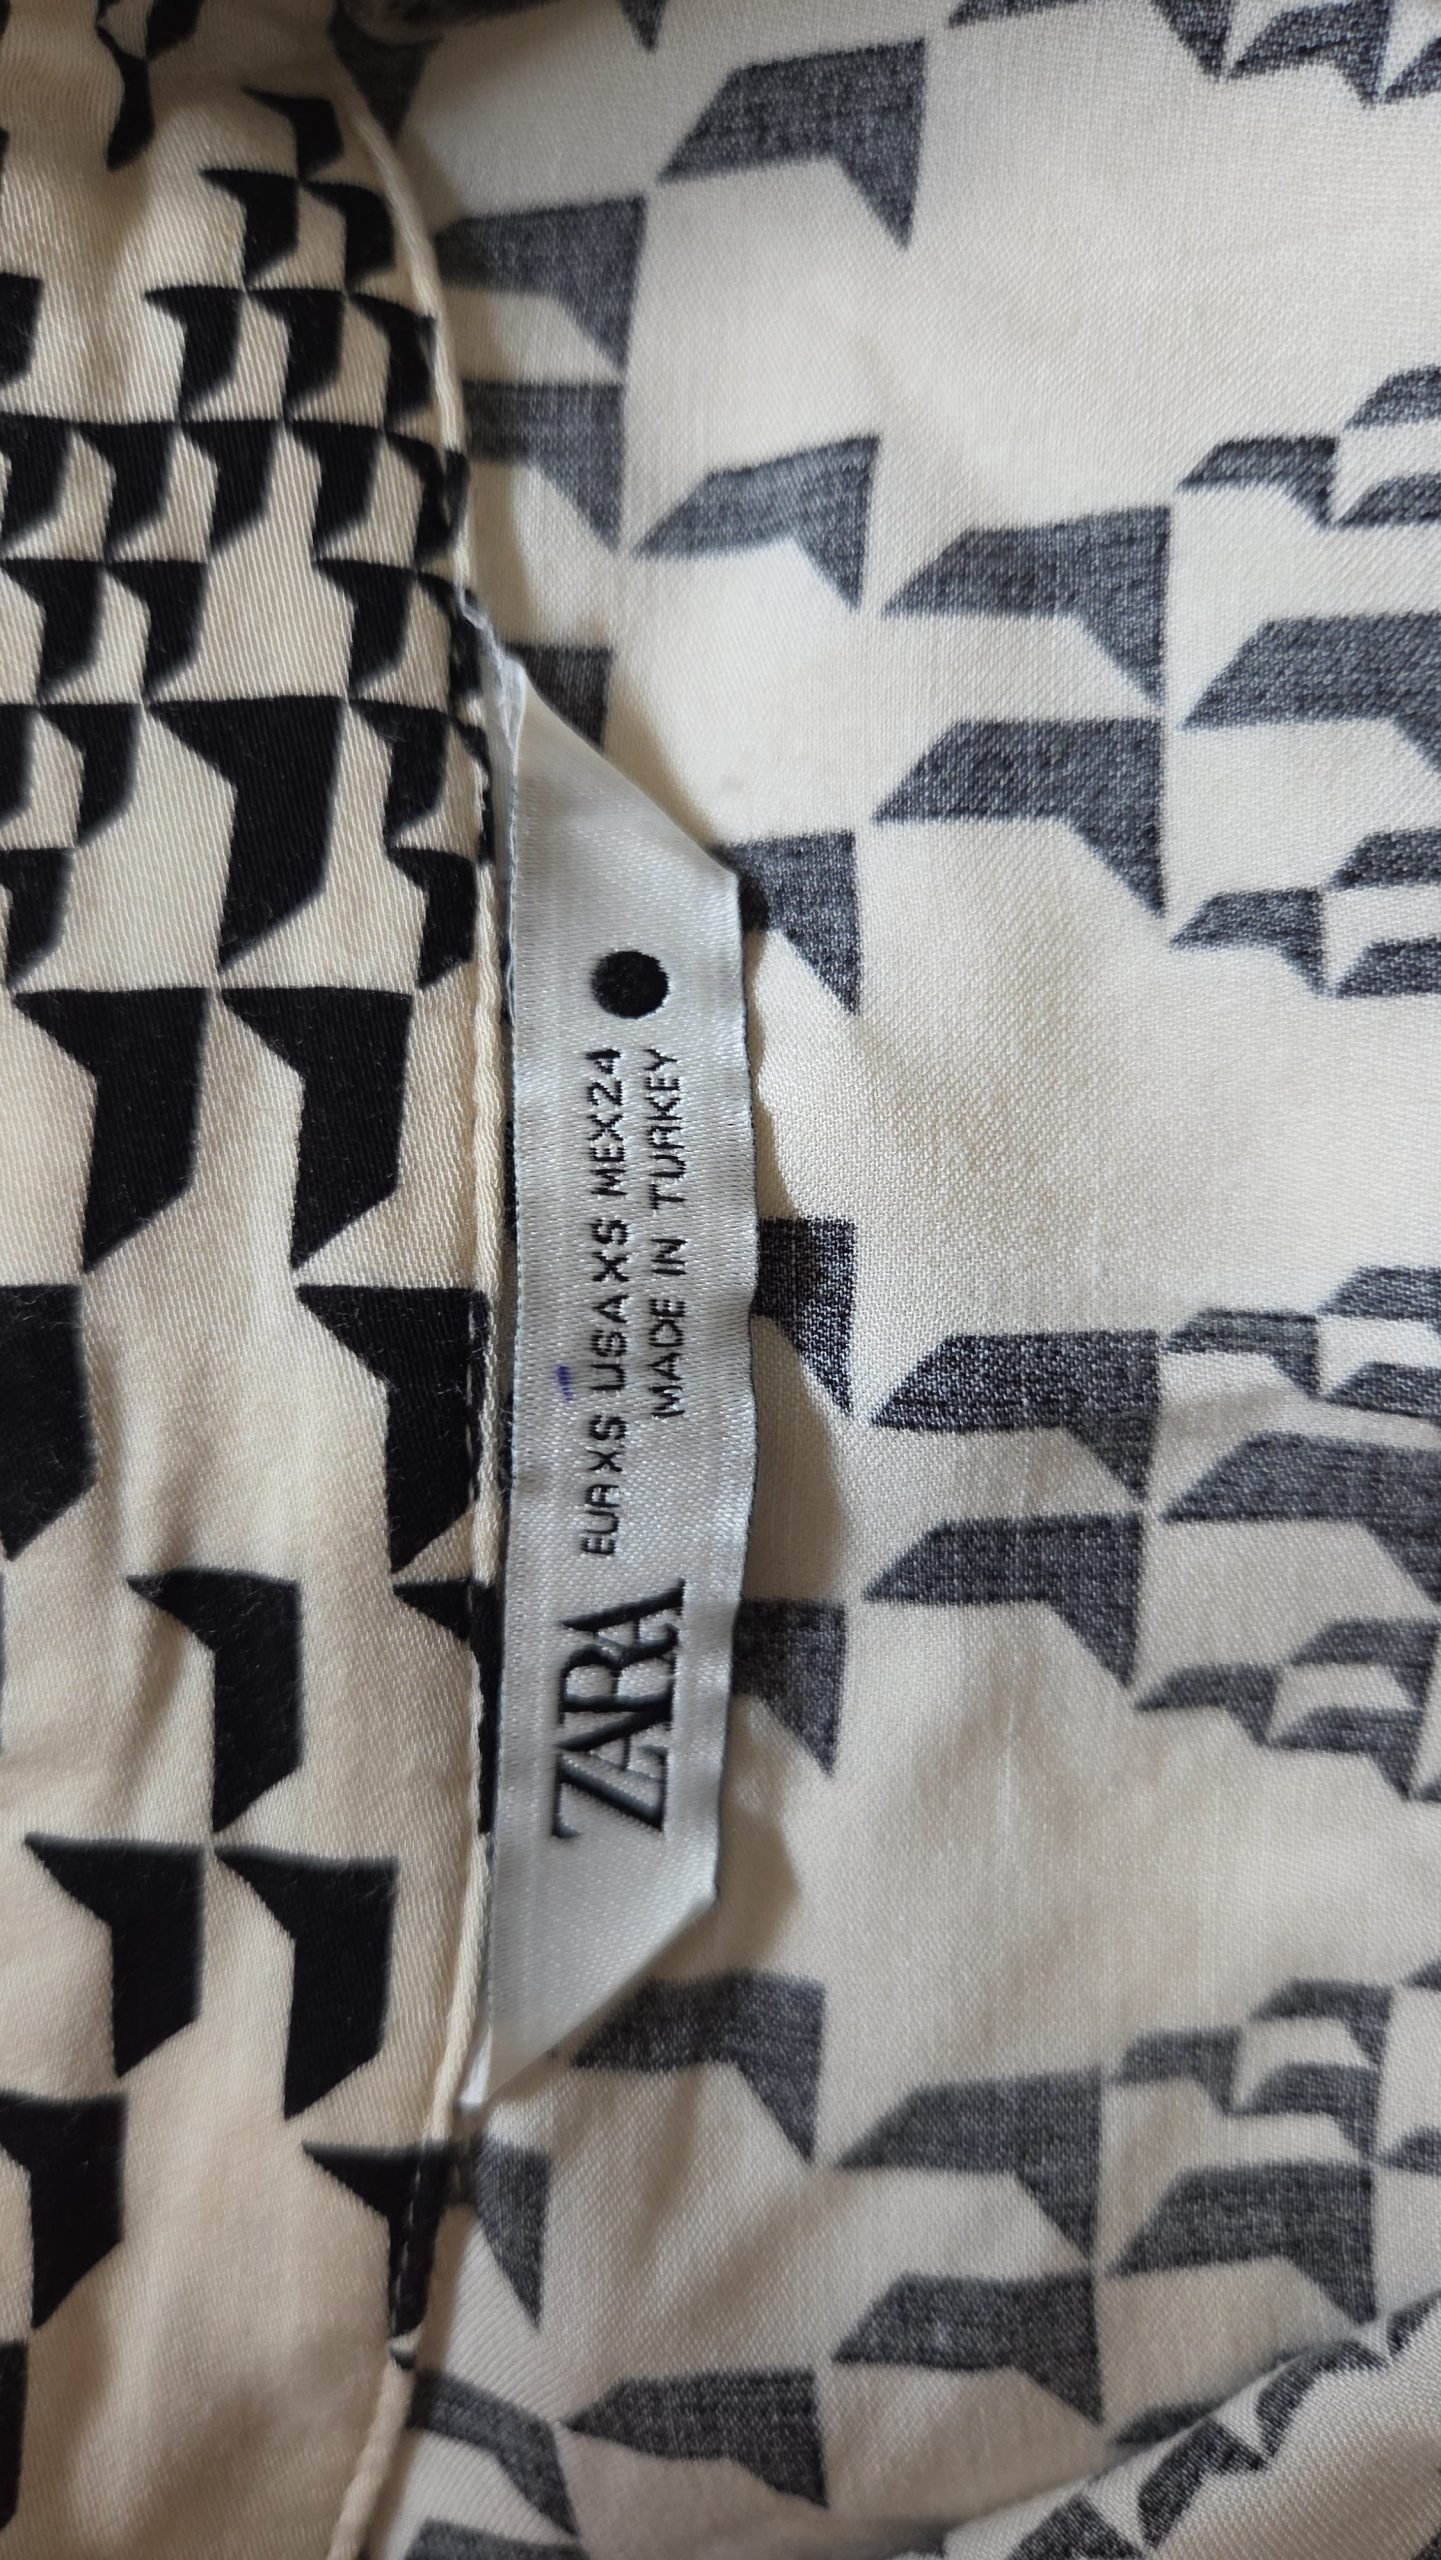 ZARA
EUR XS USA XS MEX 24
MADE IN TURKEY